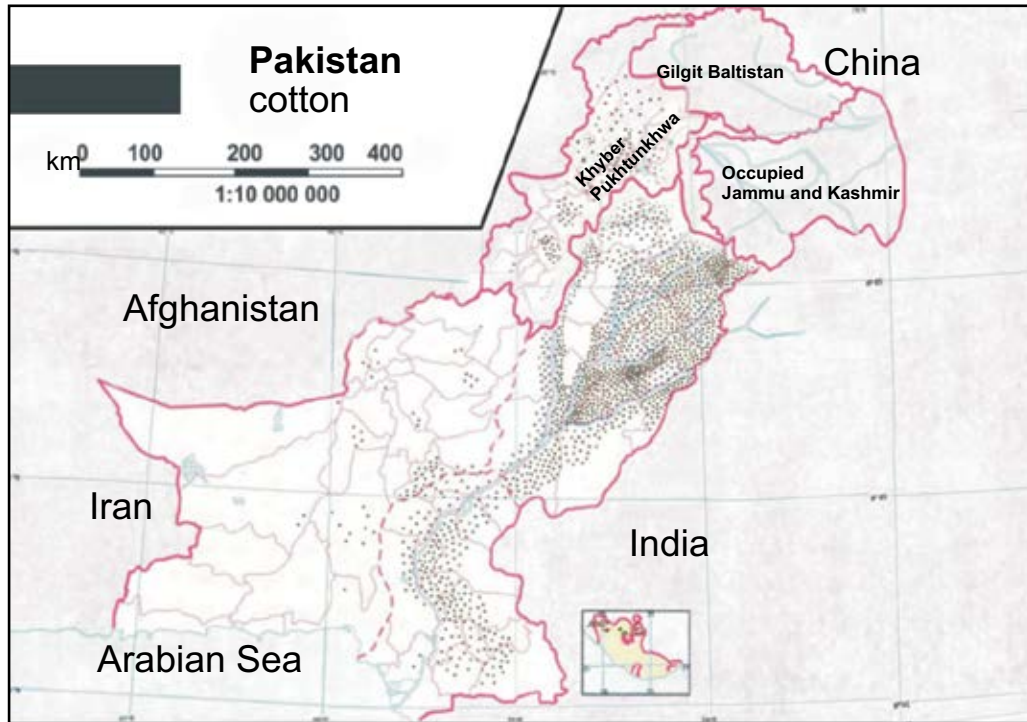 Pakistan
cotton
km 0 100 200 300 400
1:10 000 000
Gilgit Baltistan
China
Khyber
Pukhtunkhwa
Occupied
Jammu and Kashmir
Afghanistan
Iran
India
Arabian Sea